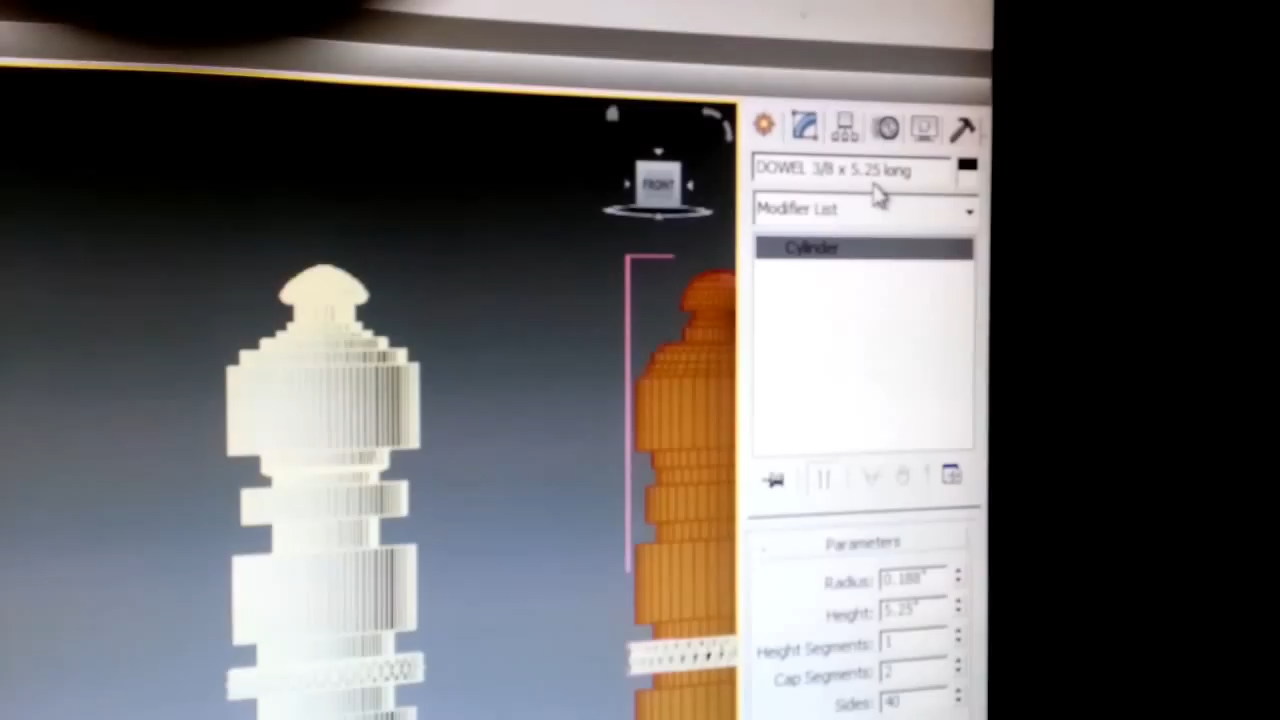 DOWEL 3/8 x 5.25 long
FRONT
Modifier List
Cylinder
Parameters
Radius: 0.188"
Height: 5.25"
Height Segments: 1
Cap Segments: 2
Sides: 40